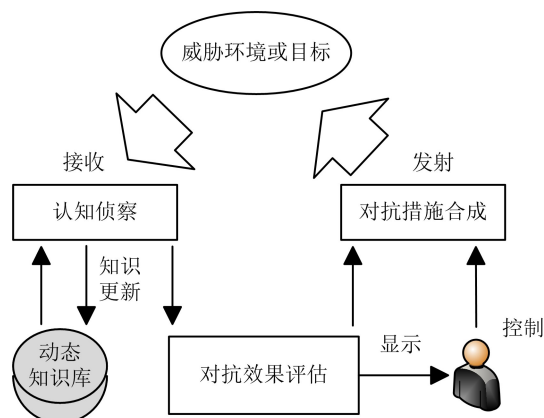 威胁环境或目标
接收
发射
认知侦察
对抗措施合成
知识
更新
控制
动态
知识库
对抗效果评估
显示